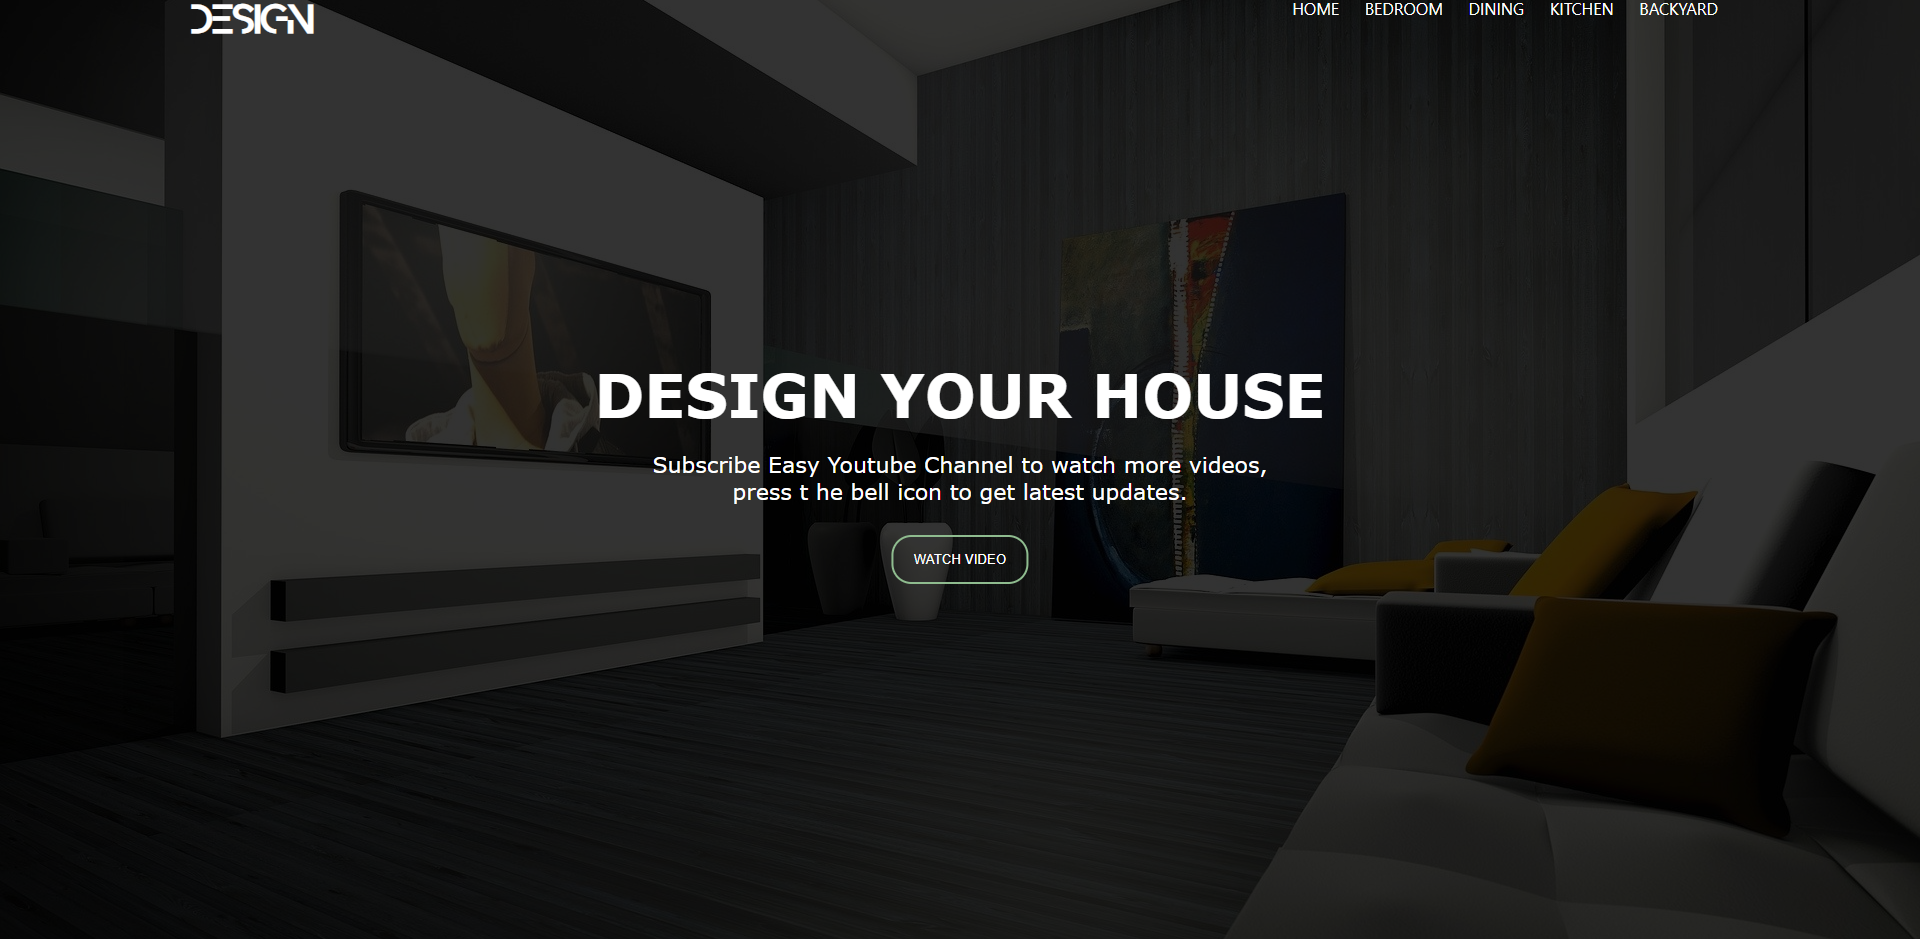 DESIGN
HOME BEDROOM DINING KITCHEN BACKYARD
DESIGN YOUR HOUSE
Subscribe Easy Youtube Channel to watch more videos,
press t he bell icon to get latest updates.
WATCH VIDEO